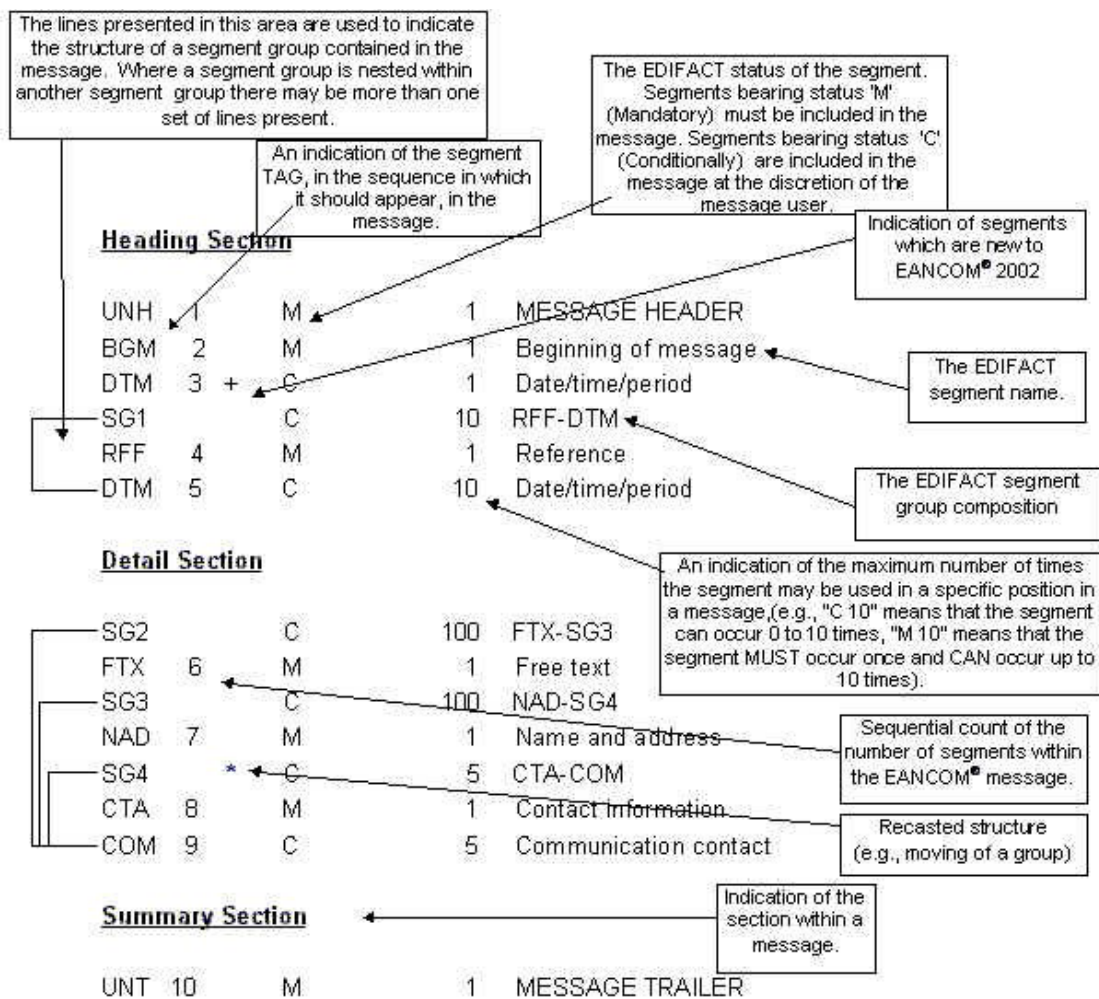 The lines presented in this area are used to indicate
the structure of a segment group contained in the
message. Where a segment group is nested within
another segment group there may be more than one
set of lines present.
The EDIFACT status of the segment.
Segments bearing status 'M'
(Mandatory) must be included in the
message. Segments bearing status 'C'
(Conditionally) are included in the
message at the discretion of the
message user.
An indication of the segment
TAG, in the sequence in which
it should appear, in the
message.
Indication of segments
which are new to
EANCOM® 2002
Heading Section
UNH 1 M 1 MESSAGE HEADER
BGM 2 M 1 Beginning of message
DTM 3 + C 1 Date/time/period
SG1 C 10 RFF-DTM
RFF 4 M 1 Reference
DTM 5 C 10 Date/time/period
The EDIFACT
segment name.
The EDIFACT segment
group composition
Detail Section
An indication of the maximum number of times
the segment may be used in a specific position in
a message,(e.g., "C 10" means that the segment
can occur 0 to 10 times, "M 10" means that the
segment MUST occur once and CAN occur up to
10 times).
SG2 C 100 FTX-SG3
FTX 6 M 1 Free text
SG3 C 100 NAD-SG4
NAD 7 M 1 Name and address
SG4 * C 5 CTA-COM
CTA 8 M 1 Contact Information
COM 9 C 5 Communication contact
Sequential count of the
number of segments within
the EANCOM® message.
Recasted structure
(e.g., moving of a group)
Summary Section
Indication of the
section within a
message.
UNT 10 M 1 MESSAGE TRAILER